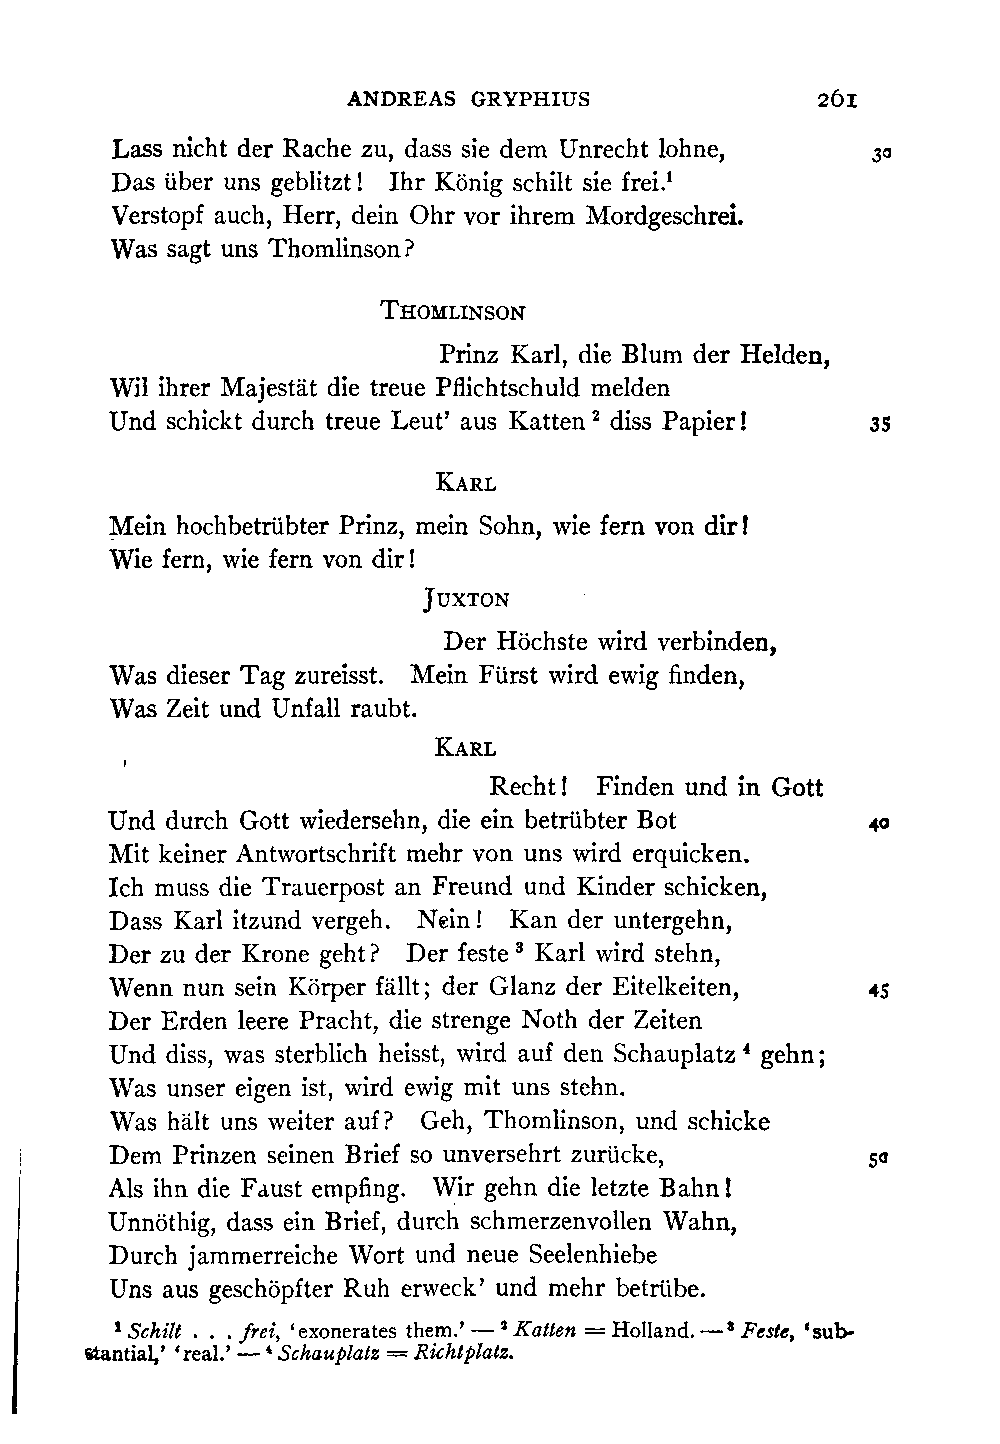 ANDREAS GRYPHIUS 261
Lass nicht der Rache zu, dass sie dem Unrecht lohne, 30
Das über uns geblitzt! Ihr König schilt sie frei.¹
Verstopf auch, Herr, dein Ohr vor ihrem Mordgeschrei.
Was sagt uns Thomlinson?
THOMLINSON
Prinz Karl, die Blum der Helden,
Wil ihrer Majestät die treue Pflichtschuld melden
Und schickt durch treue Leut' aus Katten² diss Papier! 35
KARL
Mein hochbetrübter Prinz, mein Sohn, wie fern von dir!
Wie fern, wie fern von dir!
JUXTON
Der Höchste wird verbinden,
Was dieser Tag zureisst. Mein Fürst wird ewig finden,
Was Zeit und Unfall raubt.
KARL
Recht! Finden und in Gott
Und durch Gott wiedersehn, die ein betrübter Bot 40
Mit keiner Antwortschrift mehr von uns wird erquicken.
Ich muss die Trauerpost an Freund und Kinder schicken,
Dass Karl itzund vergeh. Nein! Kan der untergehn,
Der zu der Krone geht? Der feste³ Karl wird stehn,
Wenn nun sein Körper fällt; der Glanz der Eitelkeiten, 45
Der Erden leere Pracht, die strenge Noth der Zeiten
Und diss, was sterblich heisst, wird auf den Schauplatz⁴ gehn;
Was unser eigen ist, wird ewig mit uns stehn.
Was hält uns weiter auf? Geh, Thomlinson, und schicke
Dem Prinzen seinen Brief so unversehrt zurücke, 50
Als ihn die Faust empfing. Wir gehn die letzte Bahn!
Unnöthig, dass ein Brief, durch schmerzenvollen Wahn,
Durch jammerreiche Wort und neue Seelenhiebe
Uns aus geschöpfter Ruh erweck' und mehr betrübe.
¹ Schilt . . . frei, 'exonerates them.' — ² Katten = Holland. — ³ Feste, 'sub-
stantial,' 'real.' — ⁴ Schauplatz = Richtplatz.